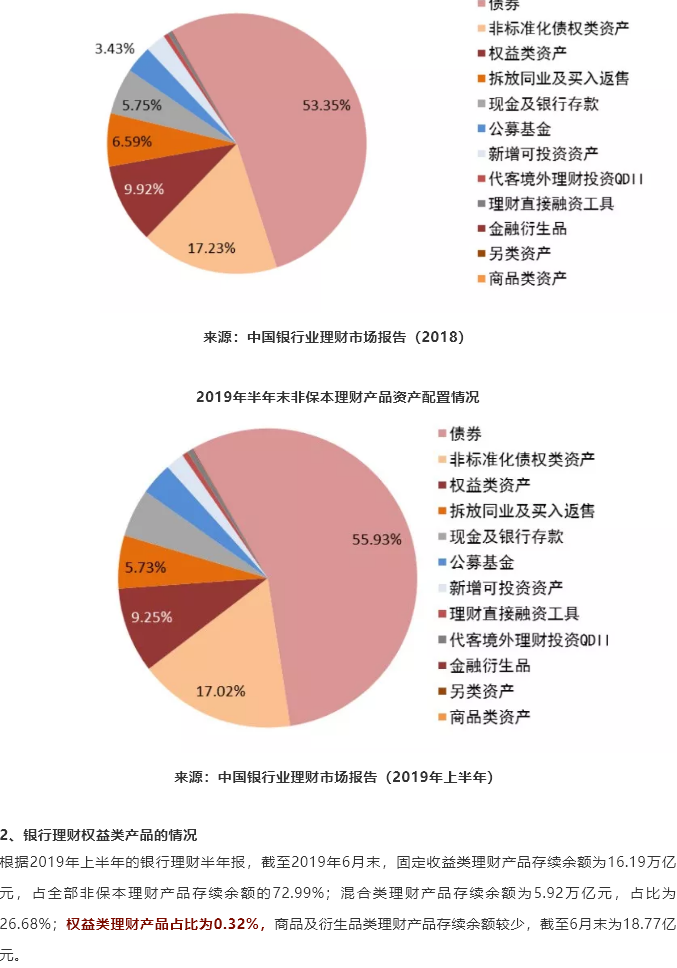 债券
3.43%
非标准化债权类资产
权益类资产
拆放同业及买入返售
5.75%
53.35%
现金及银行存款
公募基金
6.59%
新增可投资资产
代客境外理财投资QDII
9.92%
理财直接融资工具
金融衍生品
17.23%
另类资产
商品类资产
来源：中国银行业理财市场报告（2018）
2019年半年末非保本理财产品资产配置情况
债券
非标准化债权类资产
权益类资产
拆放同业及买入返售
55.93%
现金及银行存款
5.73%
公募基金
新增可投资资产
9.25%
理财直接融资工具
代客境外理财投资QDII
金融衍生品
17.02%
另类资产
商品类资产
来源：中国银行业理财市场报告（2019年上半年）
2、银行理财权益类产品的情况
根据2019年上半年的银行理财半年报，截至2019年6月末，固定收益类理财产品存续余额为16.19万亿
元，占全部非保本理财产品存续余额的72.99%；混合类理财产品存续余额为5.92万亿元，占比为
26.68%；权益类理财产品占比为0.32%，商品及衍生品类理财产品存续余额较少，截至6月末为18.77亿
元。